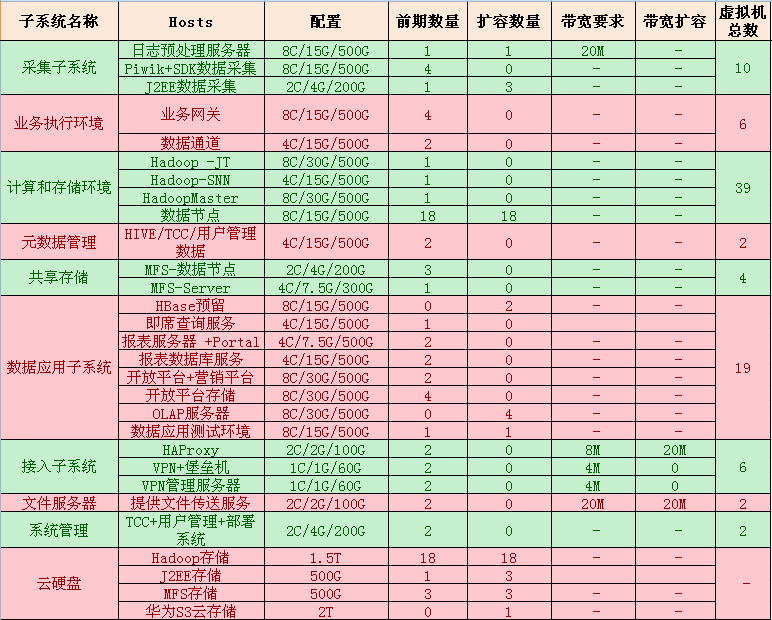 子系统名称 Hosts 配置 前期数量 扩容数量 带宽要求 带宽扩容 虚拟机总数
采集子系统 日志预处理服务器 8C/15G/500G 1 1 20M - 10
Piwik+SDK数据采集 8C/15G/500G 4 0 - -
J2EE数据采集 2C/4G/200G 1 3 - -
业务执行环境 业务网关 8C/15G/500G 4 0 - - 6
数据通道 4C/15G/500G 2 0 - -
计算和存储环境 Hadoop -JT 8C/30G/500G 1 0 - - 39
Hadoop-SNN 4C/15G/500G 1 0 - -
HadoopMaster 8C/30G/500G 1 0 - -
数据节点 8C/15G/500G 18 18 - -
元数据管理 HIVE/TCC/用户管理数据 4C/15G/500G 2 0 - - 2
共享存储 MFS-数据节点 2C/4G/200G 3 0 - - 4
MFS-Server 4C/7.5G/300G 1 0 - -
数据应用子系统 HBase预留 8C/15G/500G 0 2 - - 19
即席查询服务 4C/15G/500G 1 0 - -
报表服务器 +Portal 4C/7.5G/500G 2 0 - -
报表数据库服务 4C/15G/500G 2 0 - -
开放平台+营销平台 8C/30G/500G 2 0 - -
开放平台存储 8C/30G/500G 4 0 - -
OLAP服务器 8C/30G/500G 0 4 - -
数据应用测试环境 8C/15G/500G 1 1 - -
接入子系统 HAProxy 2C/2G/100G 2 0 8M 20M 6
VPN+堡垒机 1C/1G/60G 2 0 4M 0
VPN管理服务器 1C/1G/60G 2 0 4M 0
文件服务器 提供文件传送服务 2C/2G/100G 2 0 20M 20M 2
系统管理 TCC+用户管理+部署系统 2C/4G/200G 2 0 - - 2
云硬盘 Hadoop存储 1.5T 18 18 - - -
J2EE存储 500G 1 3 - -
MFS存储 500G 3 3 - -
华为S3云存储 2T 0 1 - -